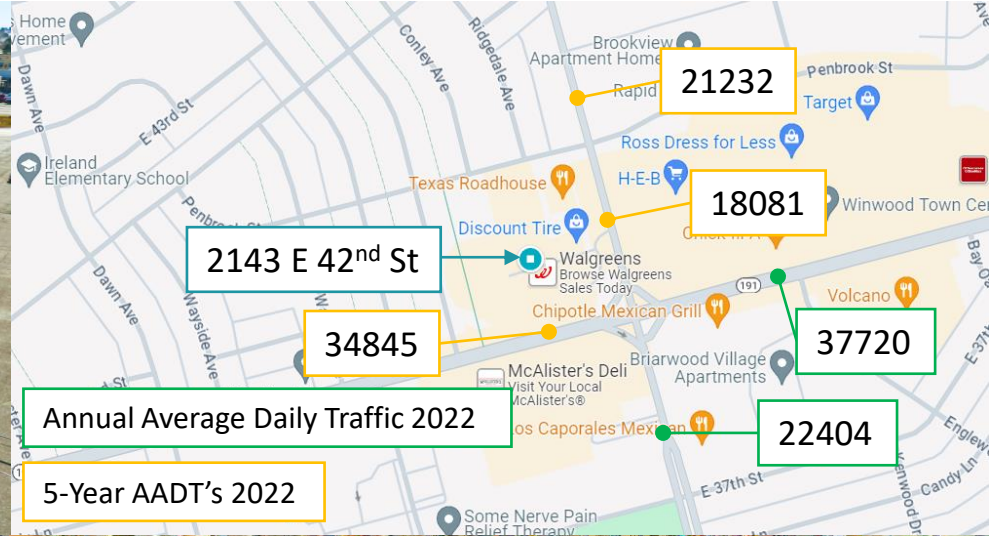 Home
Conley Ave
Ridgedale Ave
Brookview
Apartment Home
21232
Penbrook St
Rapid
Target
Dawn Ave
E 43rd St
Ross Dress for Less
Ireland
Elementary School
Texas Roadhouse
H-E-B
18081
Winwood Town Cen
Penbrook St
Discount Tire
2143 E 42nd St
Walgreens
Browse Walgreens
Sales Today
191
Bay O
Dawn Ave
Wayside Ave
Chipotle Mexican Grill
Volcano
34845
37720
E 37th
McAlister's Deli
Visit Your Local
McAlister's®
Briarwood Village
Apartments
Annual Average Daily Traffic 2022
Los Caporales Mexican
22404
Englew
5-Year AADT's 2022
E 37th St
Candy Ln
Kenwood Dr
Some Nerve Pain
Relief Therapy